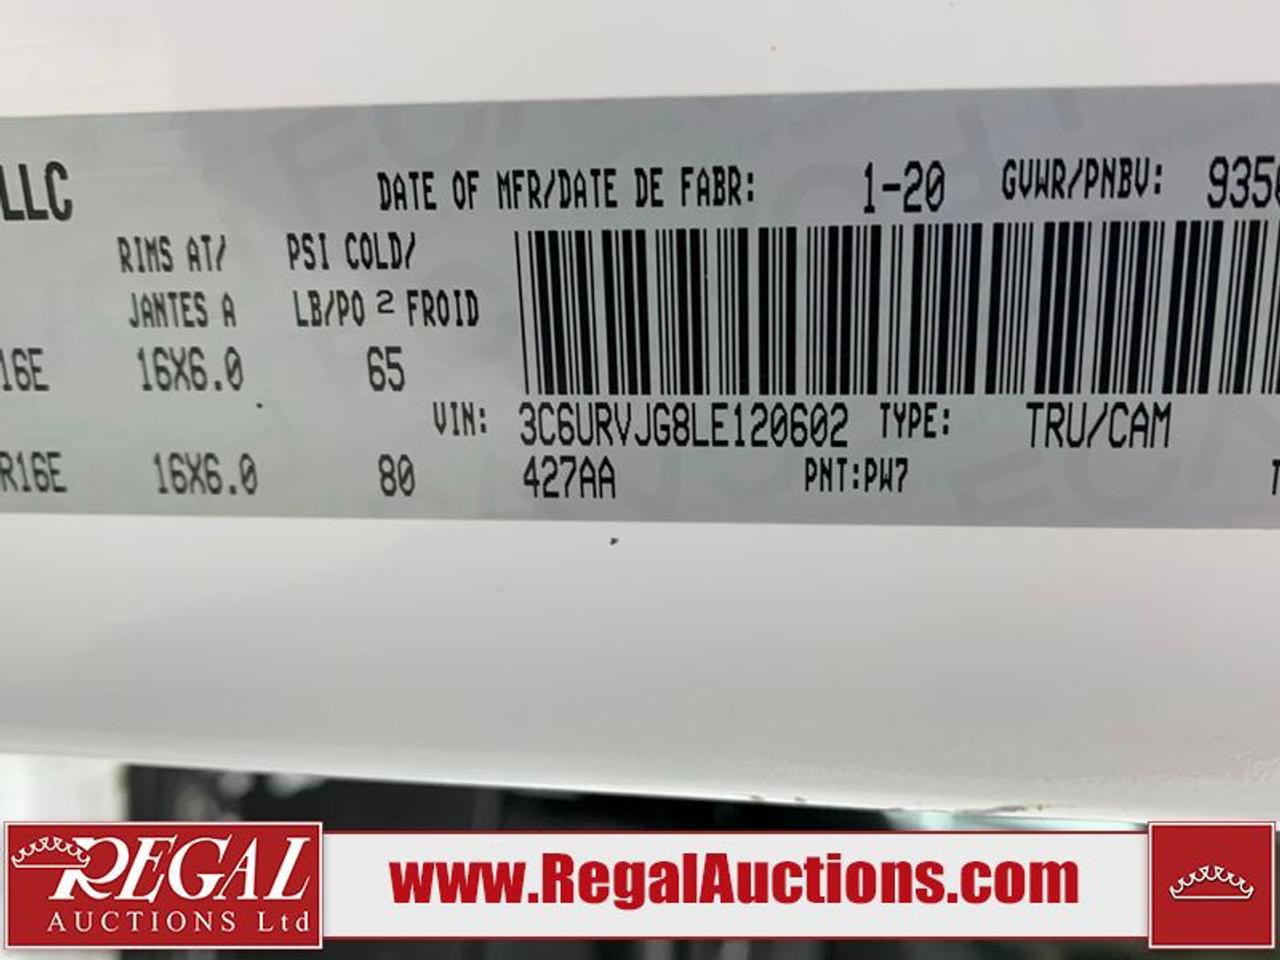 LLC DATE OF MFR/DATE DE FABR: 1-20 GVWR/PNBV: 9350
RIMS AT/ PSI COLD/
JANTES A LB/PO 2 FROID
16E 16X6.0 65
VIN: 3C6URVJG8LE120602 TYPE: TRU/CAM
R16E 16X6.0 80 427AA PNT:PW7
REGAL
AUCTIONS Ltd
www.RegalAuctions.com